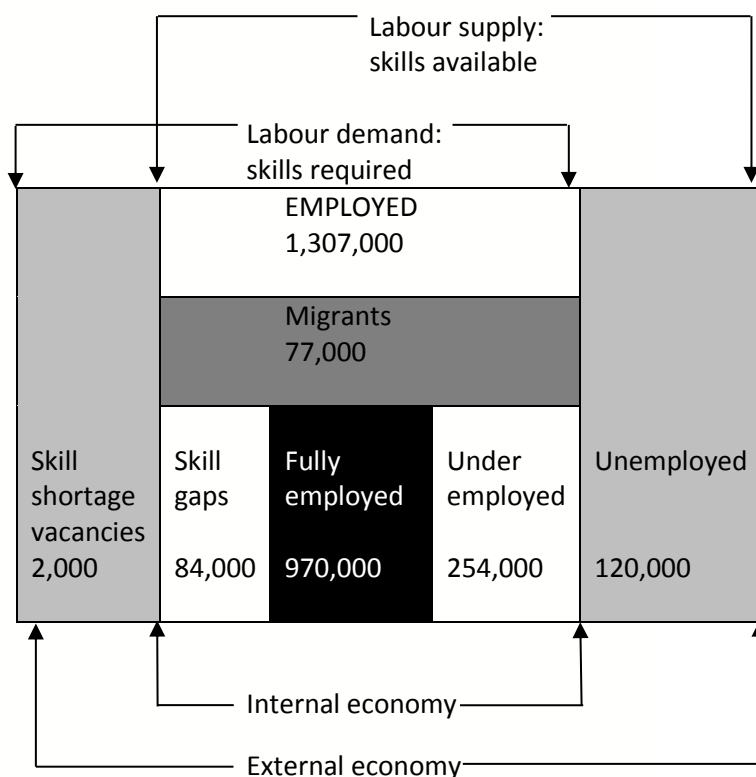 Labour supply:
skills available
Labour demand:
skills required
EMPLOYED
1,307,000
Migrants
77,000
Skill
shortage
vacancies
2,000
Skill
gaps
84,000
Fully
employed
970,000
Under
employed
254,000
Unemployed
120,000
Internal economy
External economy